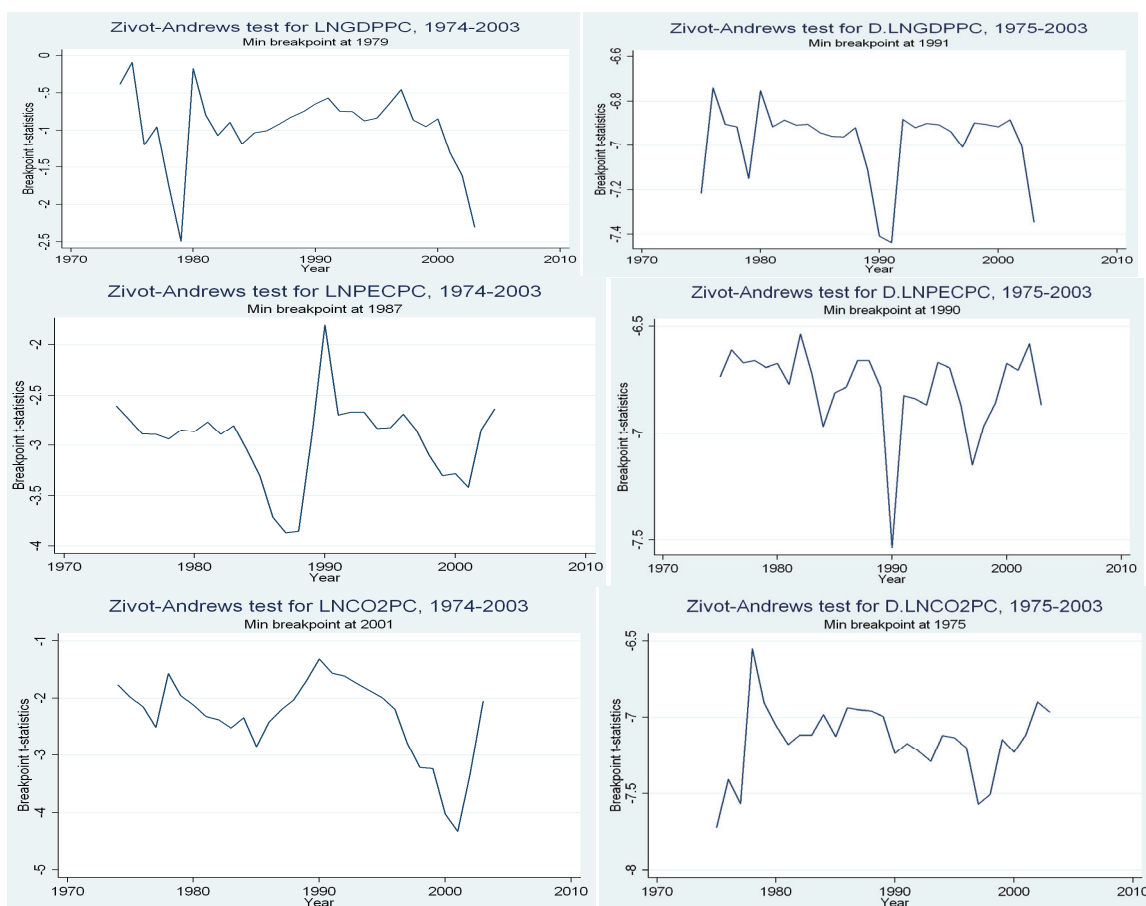 Zivot-Andrews test for LNGDPPC, 1974-2003
Min breakpoint at 1979
Breakpoint t-statistics
0
-.5
-1
-1.5
-2
-2.5
1970
1980
1990
2000
2010
Year
Zivot-Andrews test for D.LNGDPPC, 1975-2003
Min breakpoint at 1991
Breakpoint t-statistics
-6.6
-6.8
-7
-7.2
-7.4
1970
1980
1990
2000
2010
Year
Zivot-Andrews test for LNPECPC, 1974-2003
Min breakpoint at 1987
Breakpoint t-statistics
-2
-2.5
-3
-3.5
-4
1970
1980
1990
2000
2010
Year
Zivot-Andrews test for D.LNPECPC, 1975-2003
Min breakpoint at 1990
Breakpoint t-statistics
-6.5
-7
-7.5
1970
1980
1990
2000
2010
Year
Zivot-Andrews test for LNCO2PC, 1974-2003
Min breakpoint at 2001
Breakpoint t-statistics
-1
-2
-3
-4
-5
1970
1980
1990
2000
2010
Year
Zivot-Andrews test for D.LNCO2PC, 1975-2003
Min breakpoint at 1975
Breakpoint t-statistics
-6.5
-7
-7.5
-8
1970
1980
1990
2000
2010
Year